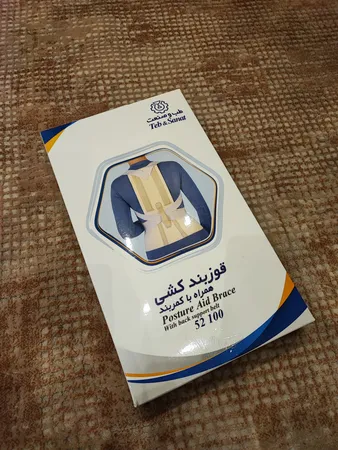 طب و صنعت
Teb & Sanat
قوزبند کشی
همراه با کمربند
Posture Aid Brace
With back support belt
52 100